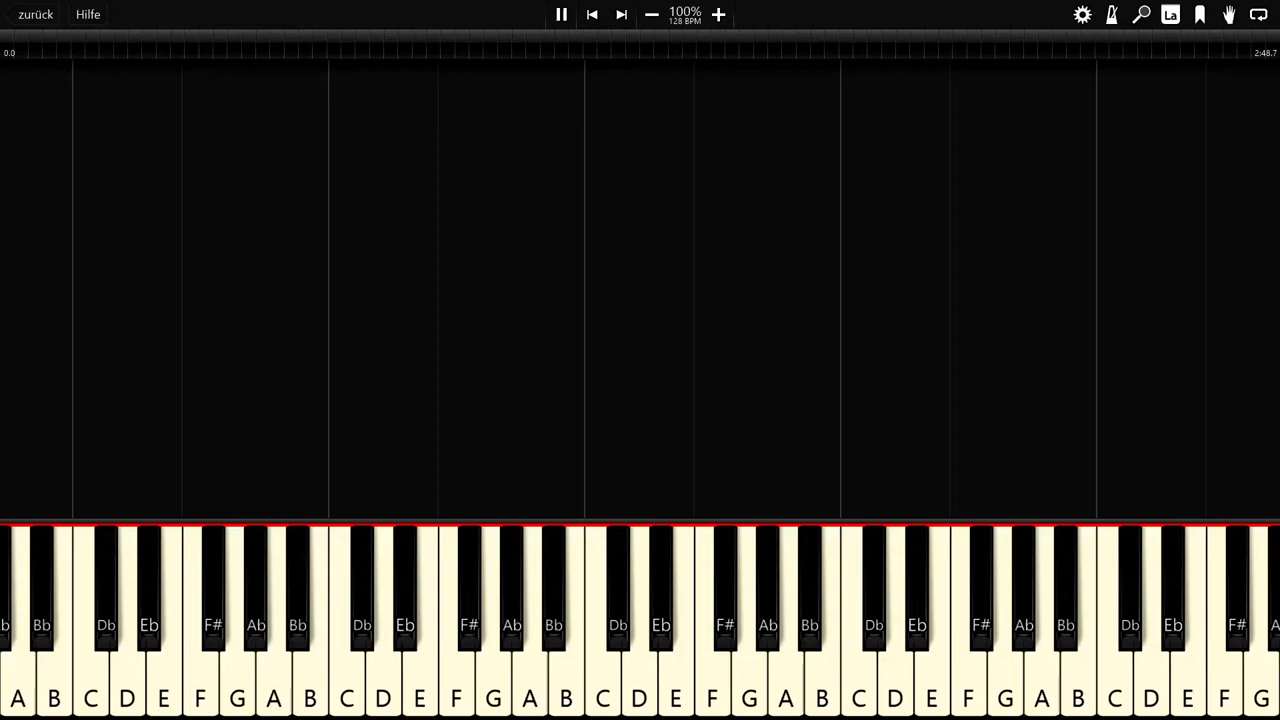 zurück Hilfe 100% La
128 BPM
0.0 2:48.7
b Bb Db Eb F# Ab Bb Db Eb F# Ab Bb Db Eb F# Ab Bb Db Eb F# Ab Bb Db Eb F# A
A B C D E F G A B C D E F G A B C D E F G A B C D E F G A B C D E F G